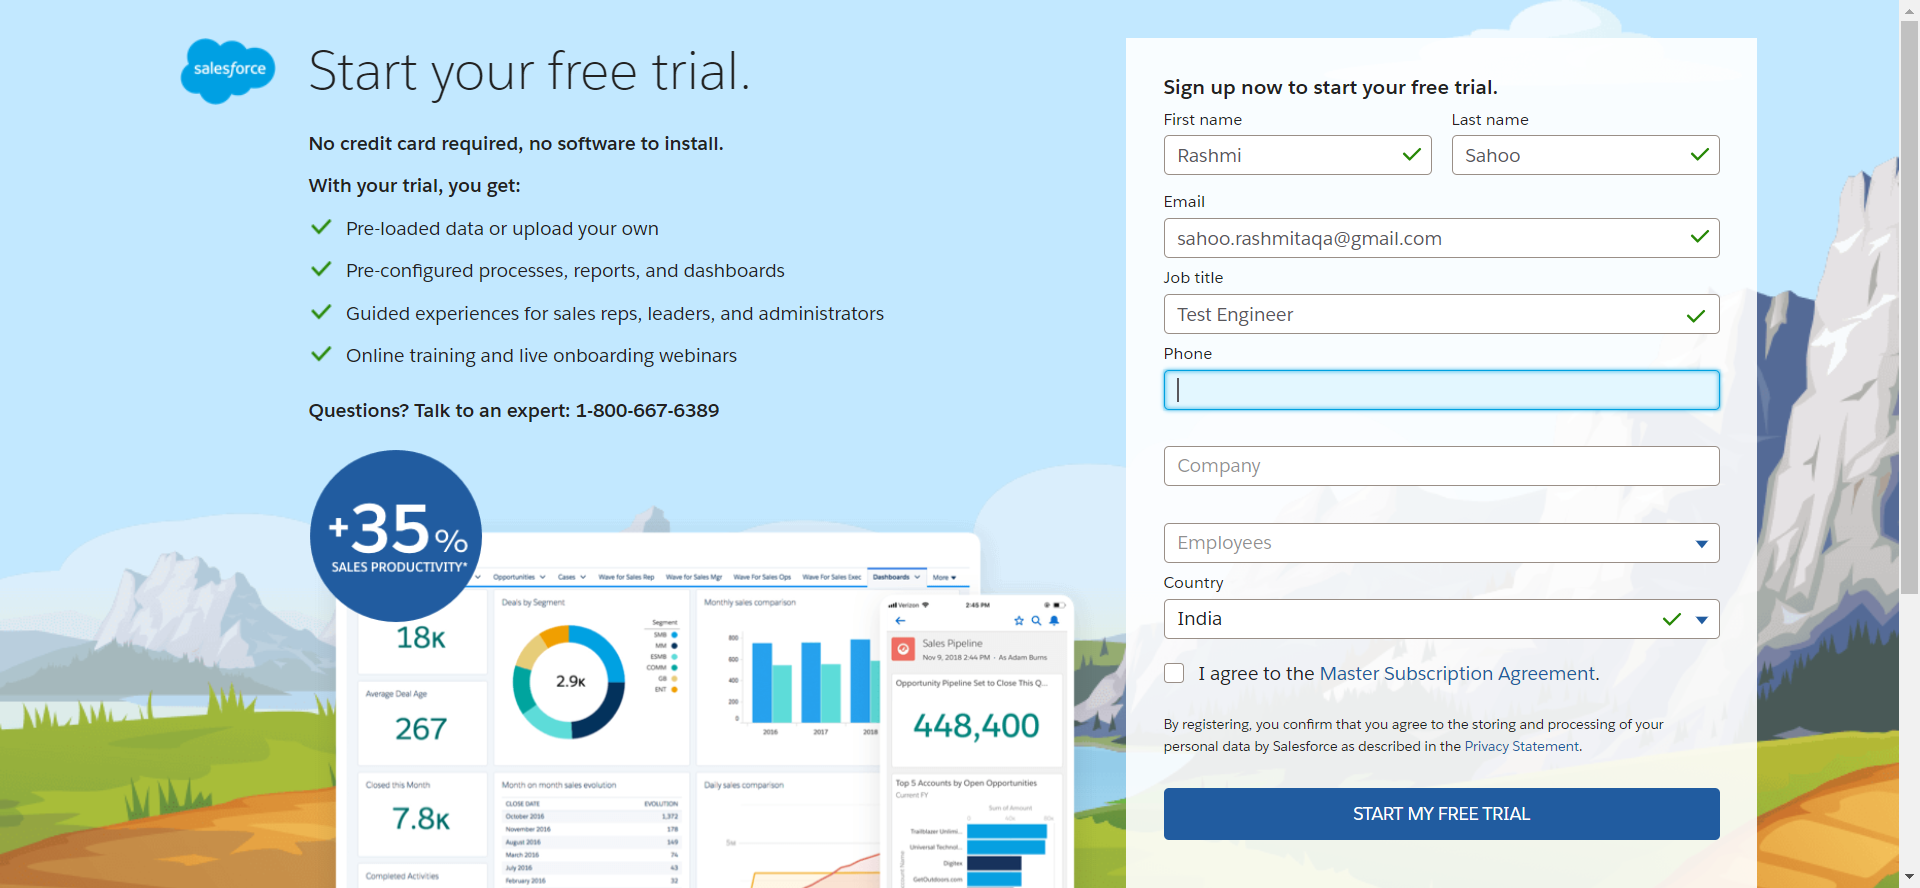 salesforce
Start your free trial.
No credit card required, no software to install.
With your trial, you get:
Pre-loaded data or upload your own
Pre-configured processes, reports, and dashboards
Guided experiences for sales reps, leaders, and administrators
Online training and live onboarding webinars
Questions? Talk to an expert: 1-800-667-6389
+35%
SALES PRODUCTIVITY*
Opportunities Cases Wave for Sales Rep Wave for Sales Mgr Wave For Sales Ops Wave For Sales Exec Dashboards More
18K
Average Deal Age
267
Closed this Month
7.8K
Completed Activities
Deals by Segment
2.9K
Segment
SMB
MM
ESMB
COMM
GB
ENT
Month on month sales evolution
CLOSE DATE EVOLUTION
October 2016 1,372
November 2016 178
August 2016 149
March 2016 74
July 2016 43
February 2016 32
Monthly sales comparison
800
600
400
200
0
2016 2017 2018
Daily sales comparison
5M
Verizon 2:45 PM
Sales Pipeline
Nov 9, 2018 2:44 PM - As Adam Burns
Opportunity Pipeline Set to Close This Q...
448,400
Top 5 Accounts by Open Opportunities
Current FY
Sum of Amount
0
Trailblazer Unlimi...
Universal Technol...
Digitex
GetOutdoors.com
Account Name
Sign up now to start your free trial.
First name Last name
Rashmi Sahoo
Email
sahoo.rashmitaqa@gmail.com
Job title
Test Engineer
Phone
Company
Employees
Country
India
I agree to the Master Subscription Agreement.
By registering, you confirm that you agree to the storing and processing of your
personal data by Salesforce as described in the Privacy Statement.
START MY FREE TRIAL